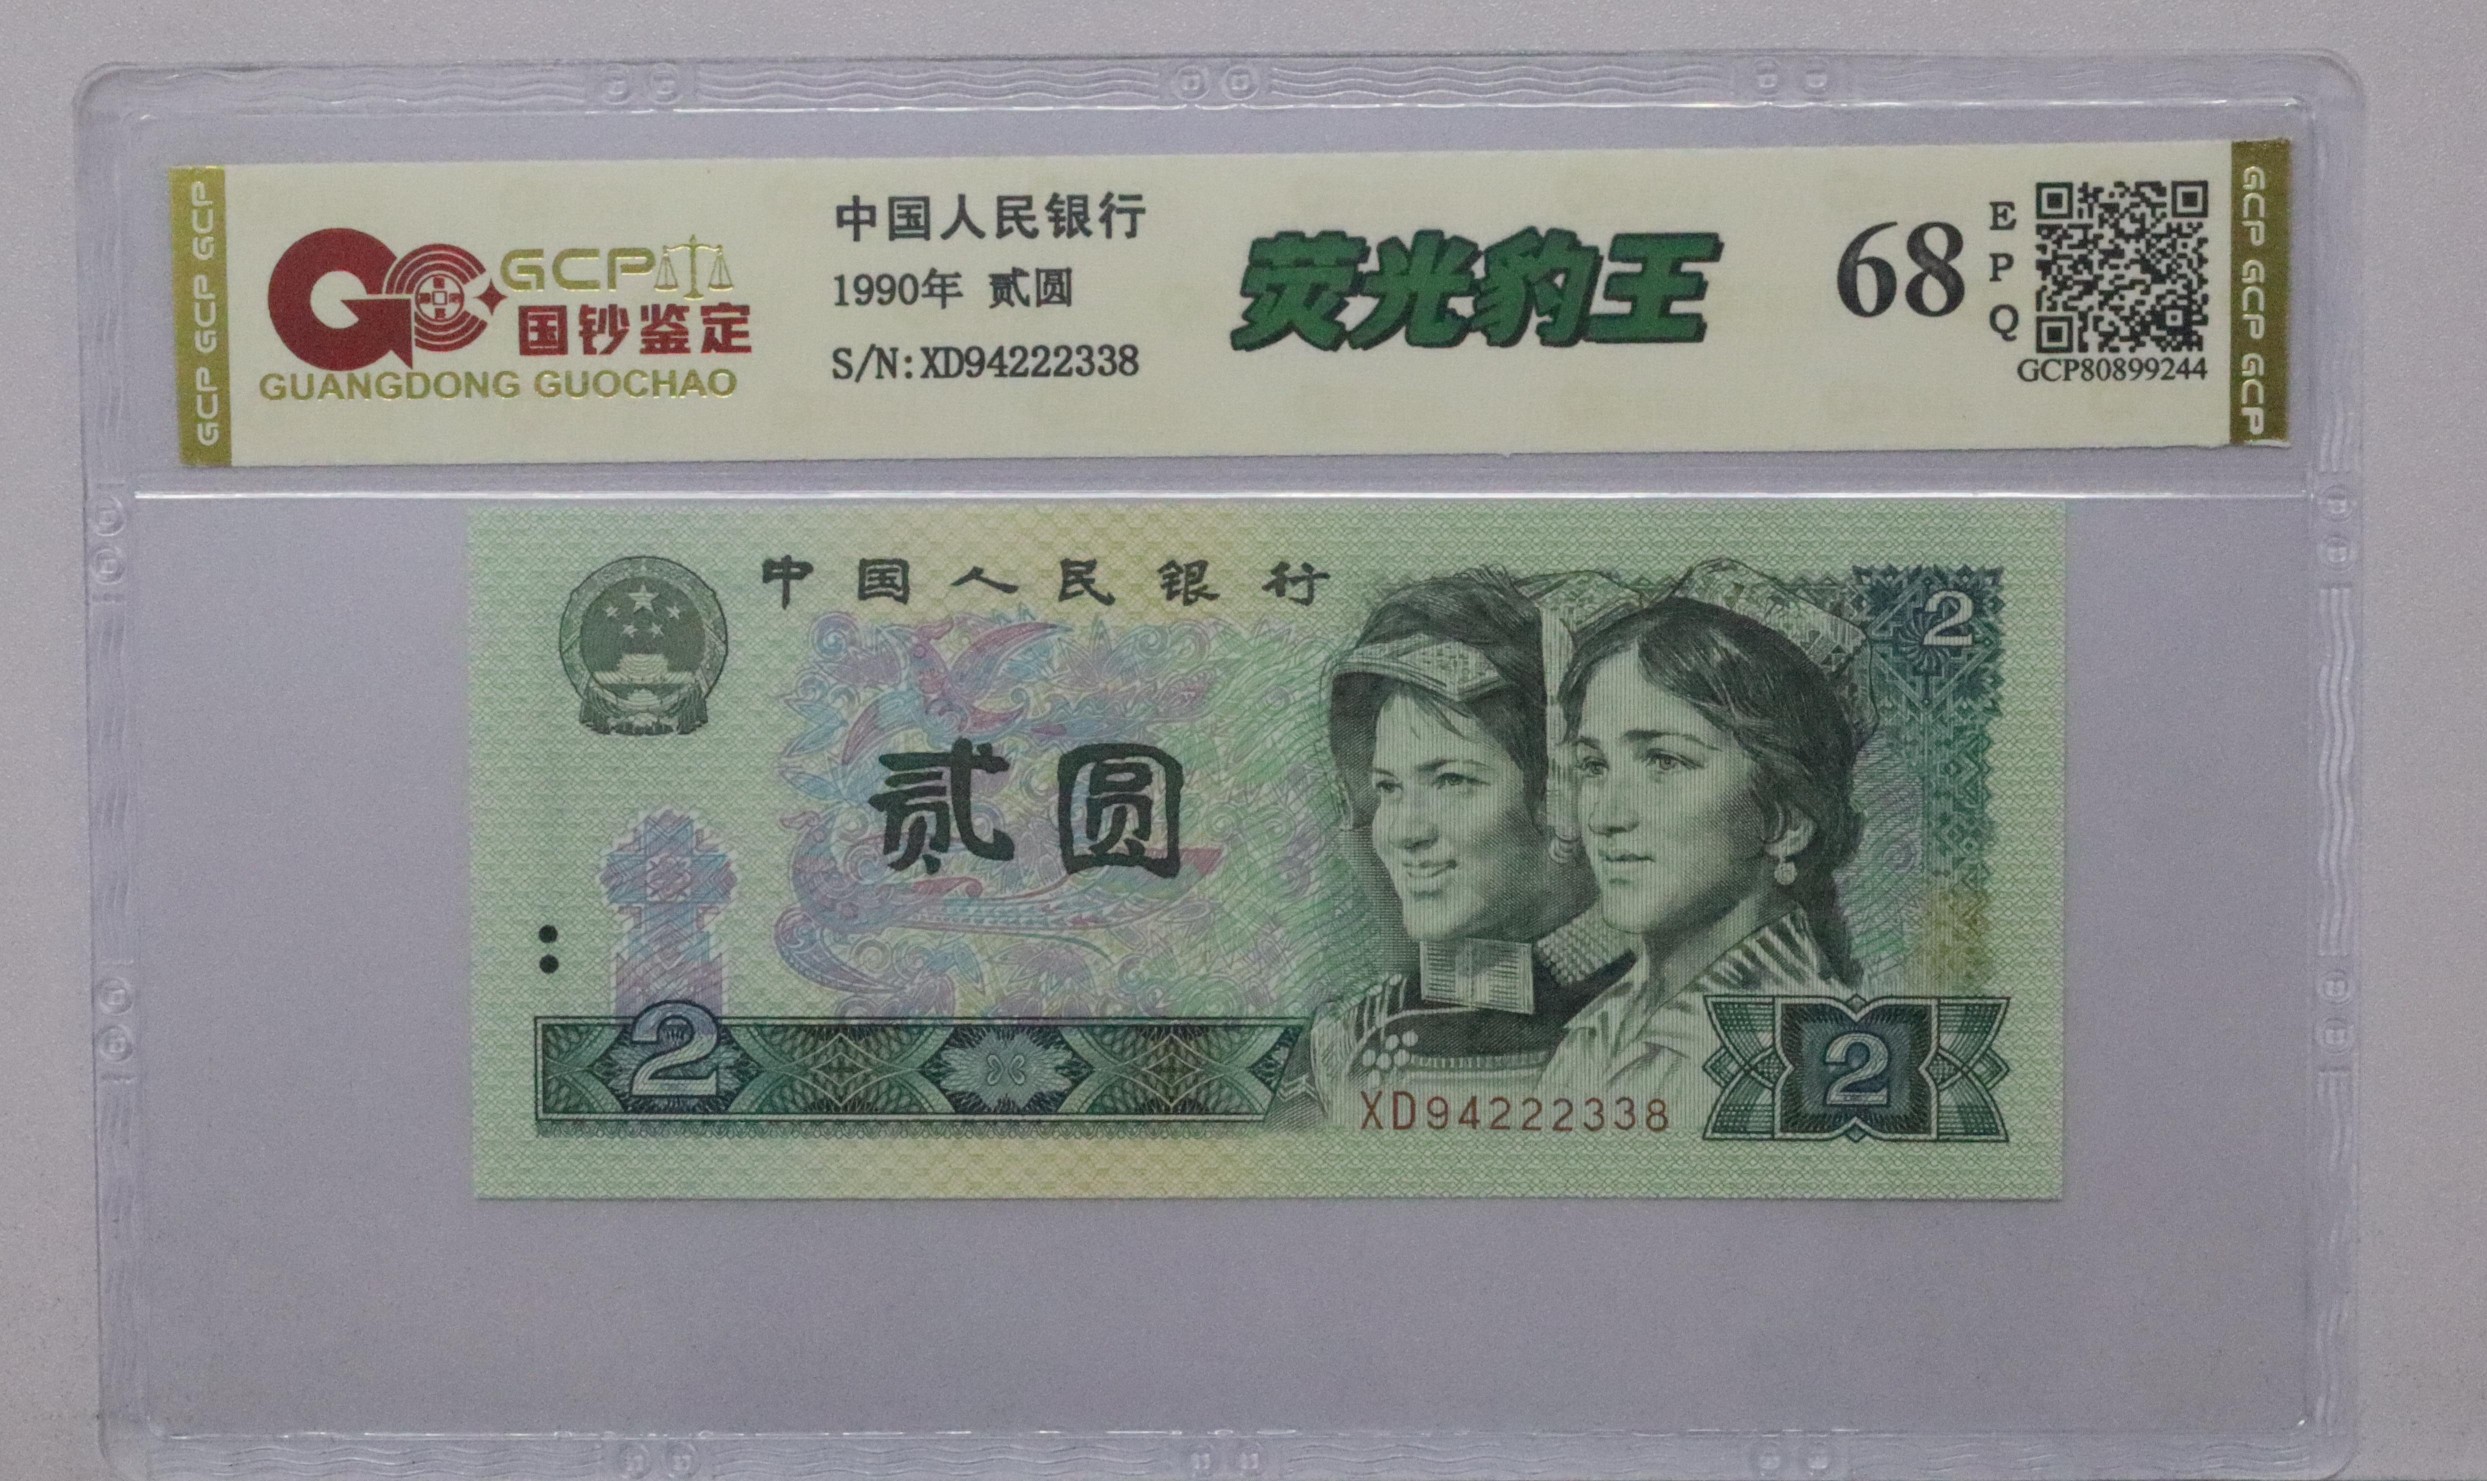 GCP GCP GCP
GCP
国钞鉴定
GUANGDONG GUOCHAO
中国人民银行
1990年 贰圆
S/N:XD94222338
荧光豹王
68
E
P
Q
GCP80899244
GCP GCP GCP
中国人民银行
2
贰圆
2
XD94222338
2